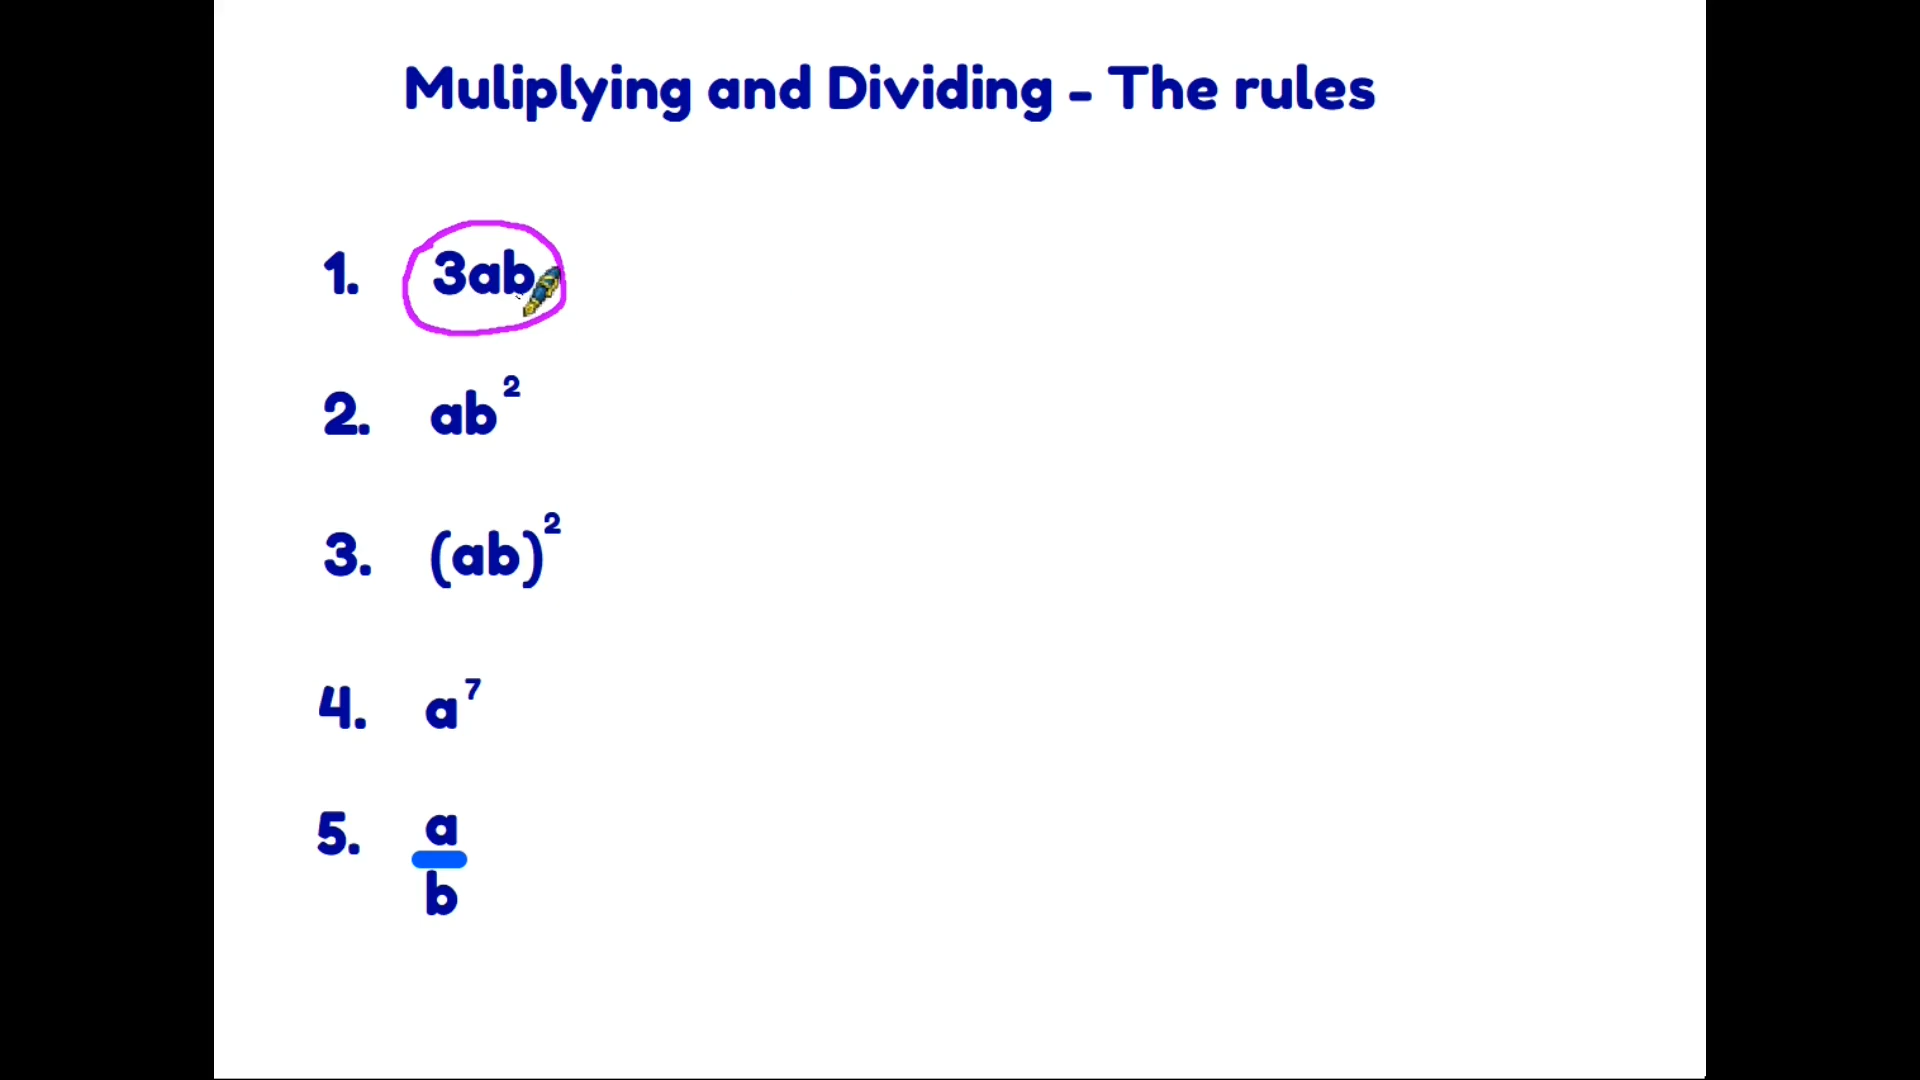 Muliplying and Dividing - The rules
1. 3ab
2. ab²
3. (ab)²
4. a⁷
5. a
b